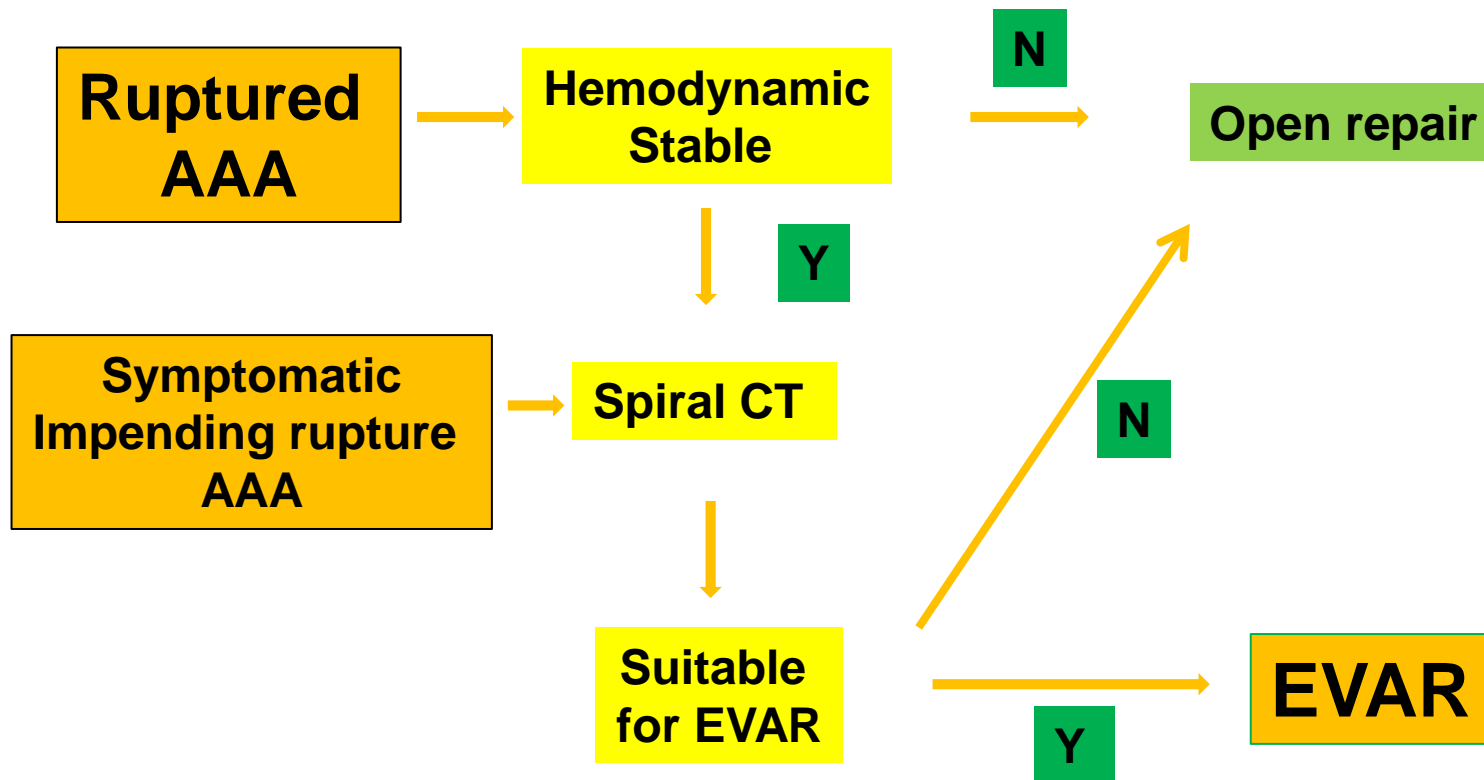 Ruptured
AAA
Hemodynamic
Stable
N
Open repair
Y
Symptomatic
Impending rupture
AAA
Spiral CT
N
Suitable
for EVAR
Y
EVAR